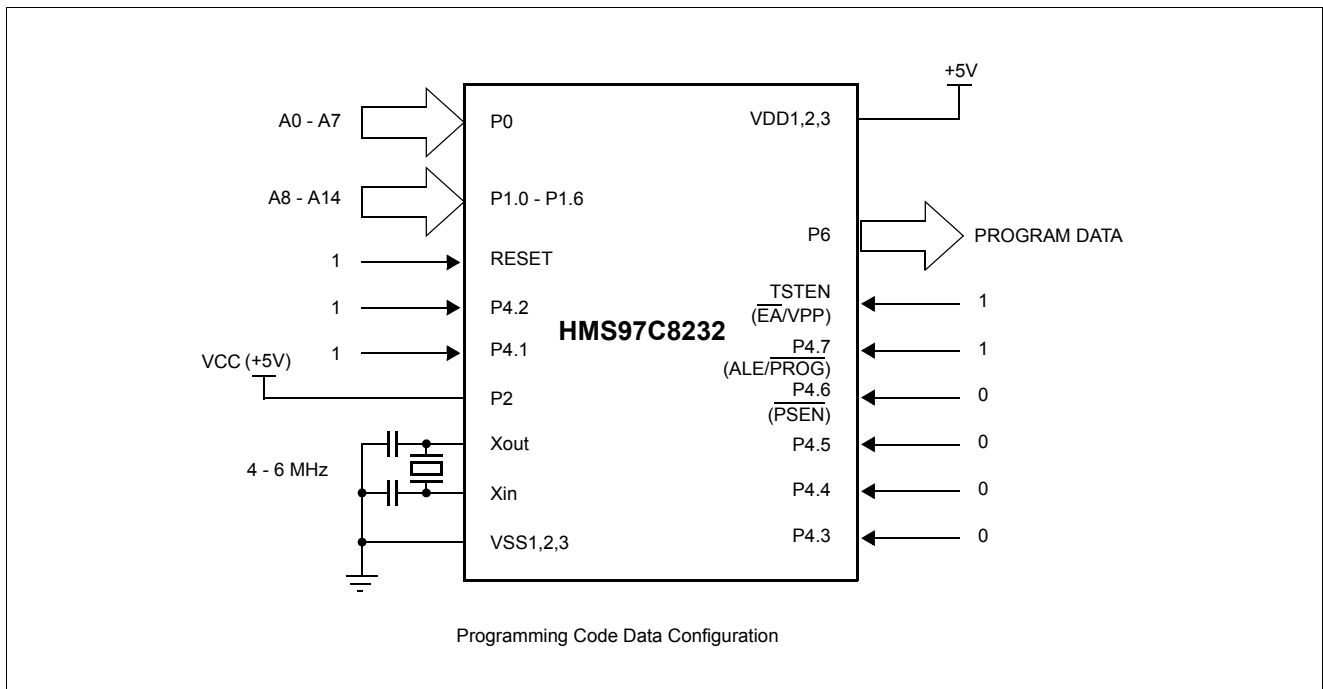 +5V
A0 - A7
P0
VDD1,2,3
A8 - A14
P1.0 - P1.6
P6
PROGRAM DATA
1
RESET
TSTEN
(EA/VPP)
1
1
P4.2
HMS97C8232
1
P4.1
P4.7
(ALE/PROG)
1
VCC (+5V)
P2
P4.6
(PSEN)
0
Xout
P4.5
0
4 - 6 MHz
Xin
P4.4
0
VSS1,2,3
P4.3
0
Programming Code Data Configuration